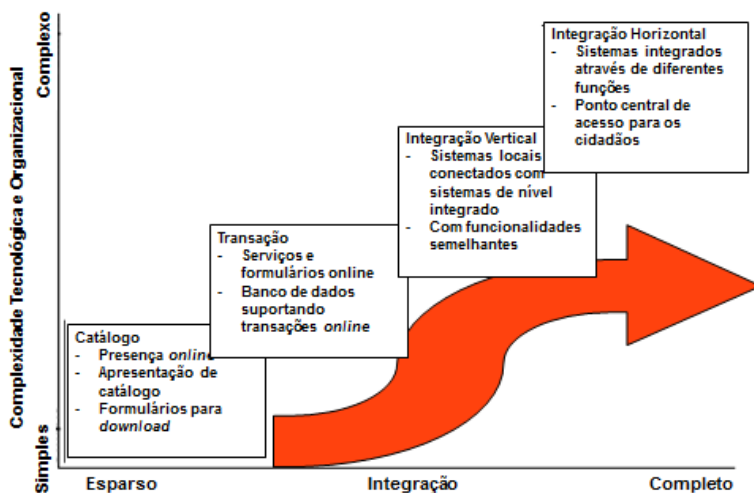 Complexidade Tecnológica e Organizacional
Complexo
Simples
Integração Horizontal
- Sistemas integrados
através de diferentes
funções
- Ponto central de
acesso para os
cidadãos
Integração Vertical
- Sistemas locais
conectados com
sistemas de nível
integrado
- Com funcionalidades
semelhantes
Transação
- Serviços e
formulários online
- Banco de dados
suportando
transações online
Catálogo
- Presença online
- Apresentação de
catálogo
- Formulários para
download
Esparso
Integração
Completo